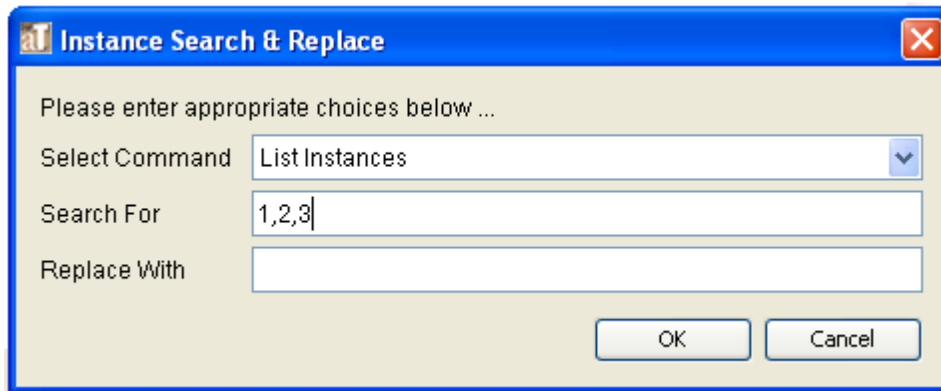 aT Instance Search & Replace
Please enter appropriate choices below ...
Select Command List Instances
Search For 1,2,3
Replace With
OK Cancel